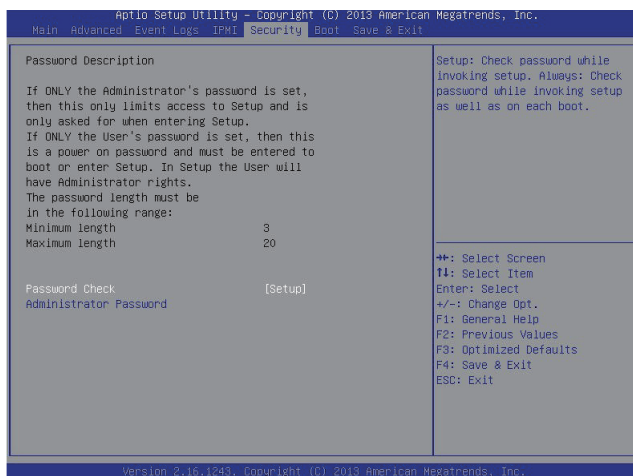 Aptio Setup Utility – Copyright (C) 2013 American Megatrends, Inc.
Main Advanced Event Logs IPMI Security Boot Save & Exit
Password Description
If ONLY the Administrator's password is set,
then this only limits access to Setup and is
only asked for when entering Setup.
If ONLY the User's password is set, then this
is a power on password and must be entered to
boot or enter Setup. In Setup the User will
have Administrator rights.
The password length must be
in the following range:
Minimum length 3
Maximum length 20
Password Check [Setup]
Administrator Password
Setup: Check password while
invoking setup. Always: Check
password while invoking setup
as well as on each boot.
→←: Select Screen
↑↓: Select Item
Enter: Select
+/-: Change Opt.
F1: General Help
F2: Previous Values
F3: Optimized Defaults
F4: Save & Exit
ESC: Exit
Version 2.16.1243. Copyright (C) 2013 American Megatrends, Inc.